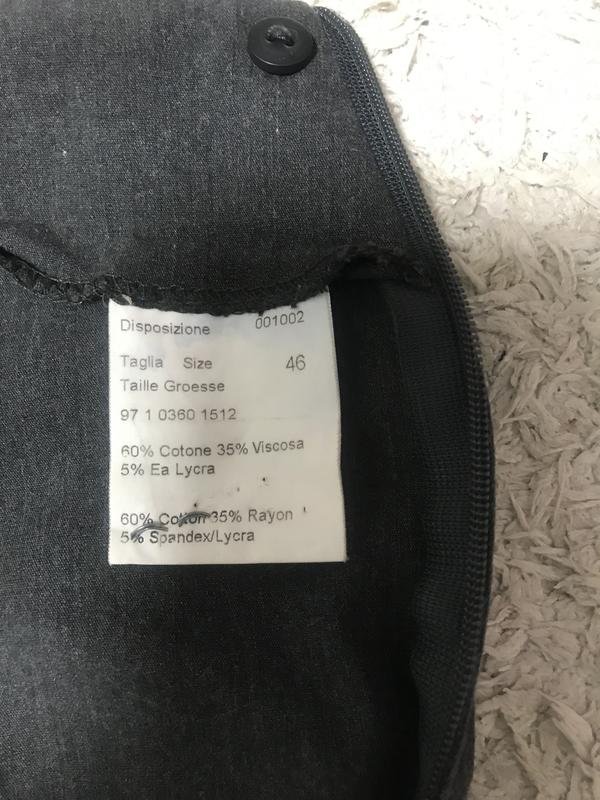 Disposizione 001002
Taglia Size 46
Taille Groesse
97 1 0360 1512
60% Cotone 35% Viscosa
5% Ea Lycra
60% Cotton 35% Rayon
5% Spandex/Lycra